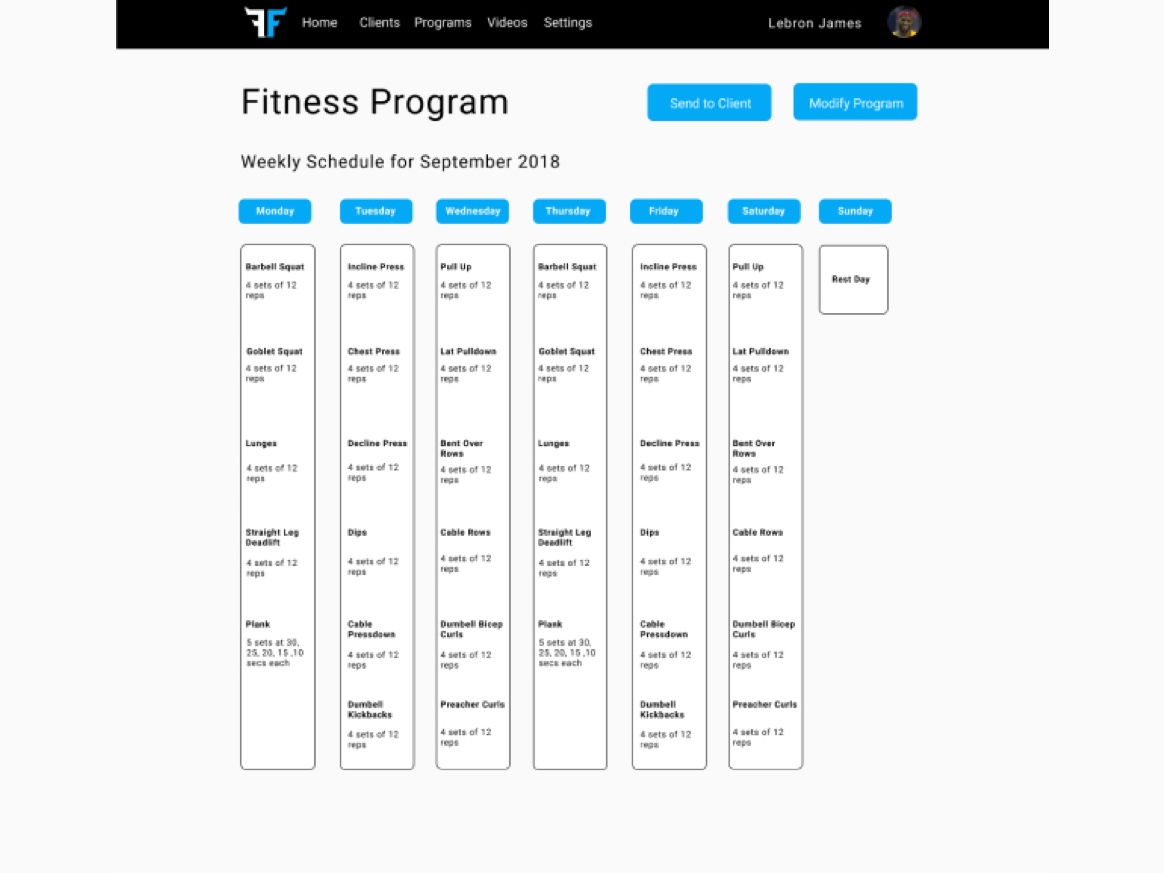 FF Home Clients Programs Videos Settings Lebron James
Fitness Program
Send to Client
Modify Program
Weekly Schedule for September 2018
Monday
Barbell Squat
4 sets of 12
reps
Goblet Squat
4 sets of 12
reps
Lunges
4 sets of 12
reps
Straight Leg
Deadlift
4 sets of 12
reps
Plank
5 sets at 30,
25, 20, 15 ,10
secs each
Tuesday
Incline Press
4 sets of 12
reps
Chest Press
4 sets of 12
reps
Decline Press
4 sets of 12
reps
Dips
4 sets of 12
reps
Cable
Pressdown
4 sets of 12
reps
Dumbell
Kickbacks
4 sets of 12
reps
Wednesday
Pull Up
4 sets of 12
reps
Lat Pulldown
4 sets of 12
reps
Bent Over
Rows
4 sets of 12
reps
Cable Rows
4 sets of 12
reps
Dumbell Bicep
Curls
4 sets of 12
reps
Preacher Curls
4 sets of 12
reps
Thursday
Barbell Squat
4 sets of 12
reps
Goblet Squat
4 sets of 12
reps
Lunges
4 sets of 12
reps
Straight Leg
Deadlift
4 sets of 12
reps
Plank
5 sets at 30,
25, 20, 15 ,10
secs each
Friday
Incline Press
4 sets of 12
reps
Chest Press
4 sets of 12
reps
Decline Press
4 sets of 12
reps
Dips
4 sets of 12
reps
Cable
Pressdown
4 sets of 12
reps
Dumbell
Kickbacks
4 sets of 12
reps
Saturday
Pull Up
4 sets of 12
reps
Lat Pulldown
4 sets of 12
reps
Bent Over
Rows
4 sets of 12
reps
Cable Rows
4 sets of 12
reps
Dumbell Bicep
Curls
4 sets of 12
reps
Preacher Curls
4 sets of 12
reps
Sunday
Rest Day